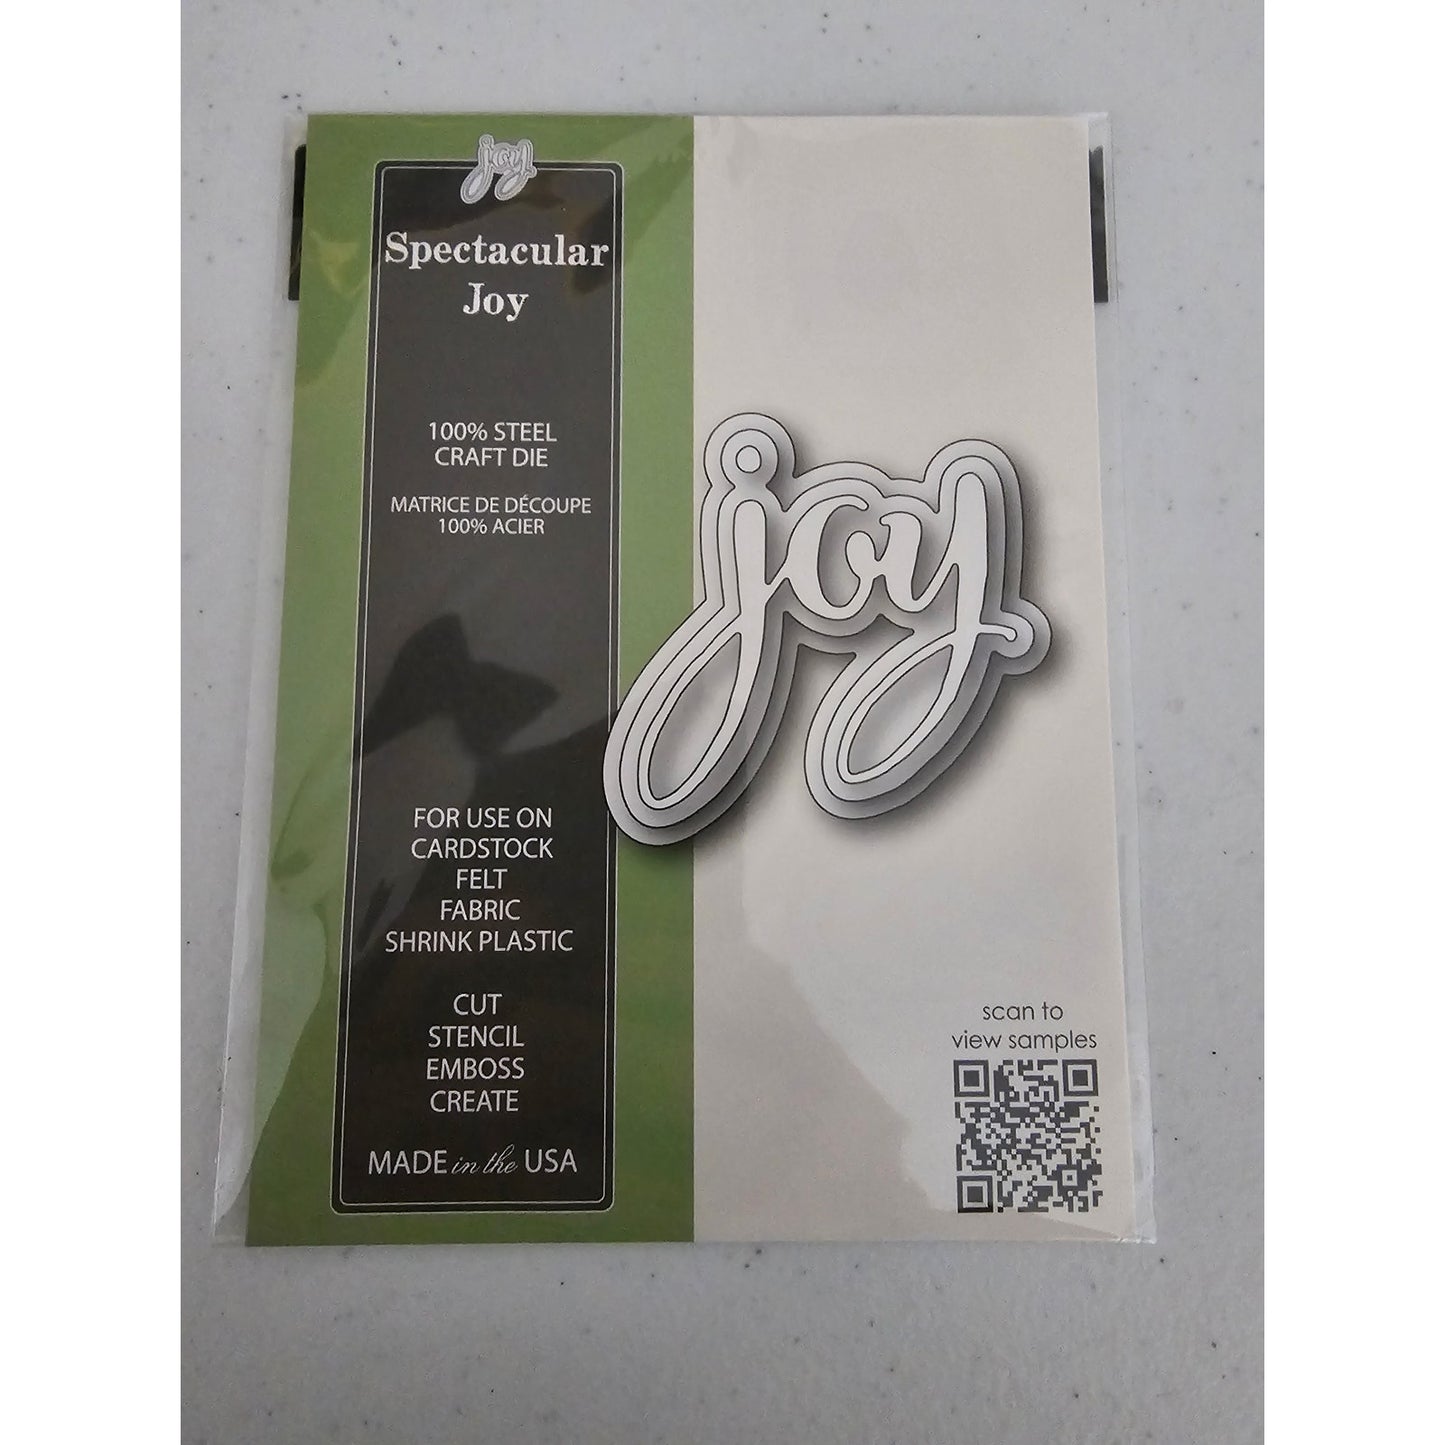 joy
Spectacular
Joy
100% STEEL
CRAFT DIE
MATRICE DE DÉCOUPE
100% ACIER
joy
FOR USE ON
CARDSTOCK
FELT
FABRIC
SHRINK PLASTIC
CUT
STENCIL
EMBOSS
CREATE
MADE in the USA
scan to
view samples